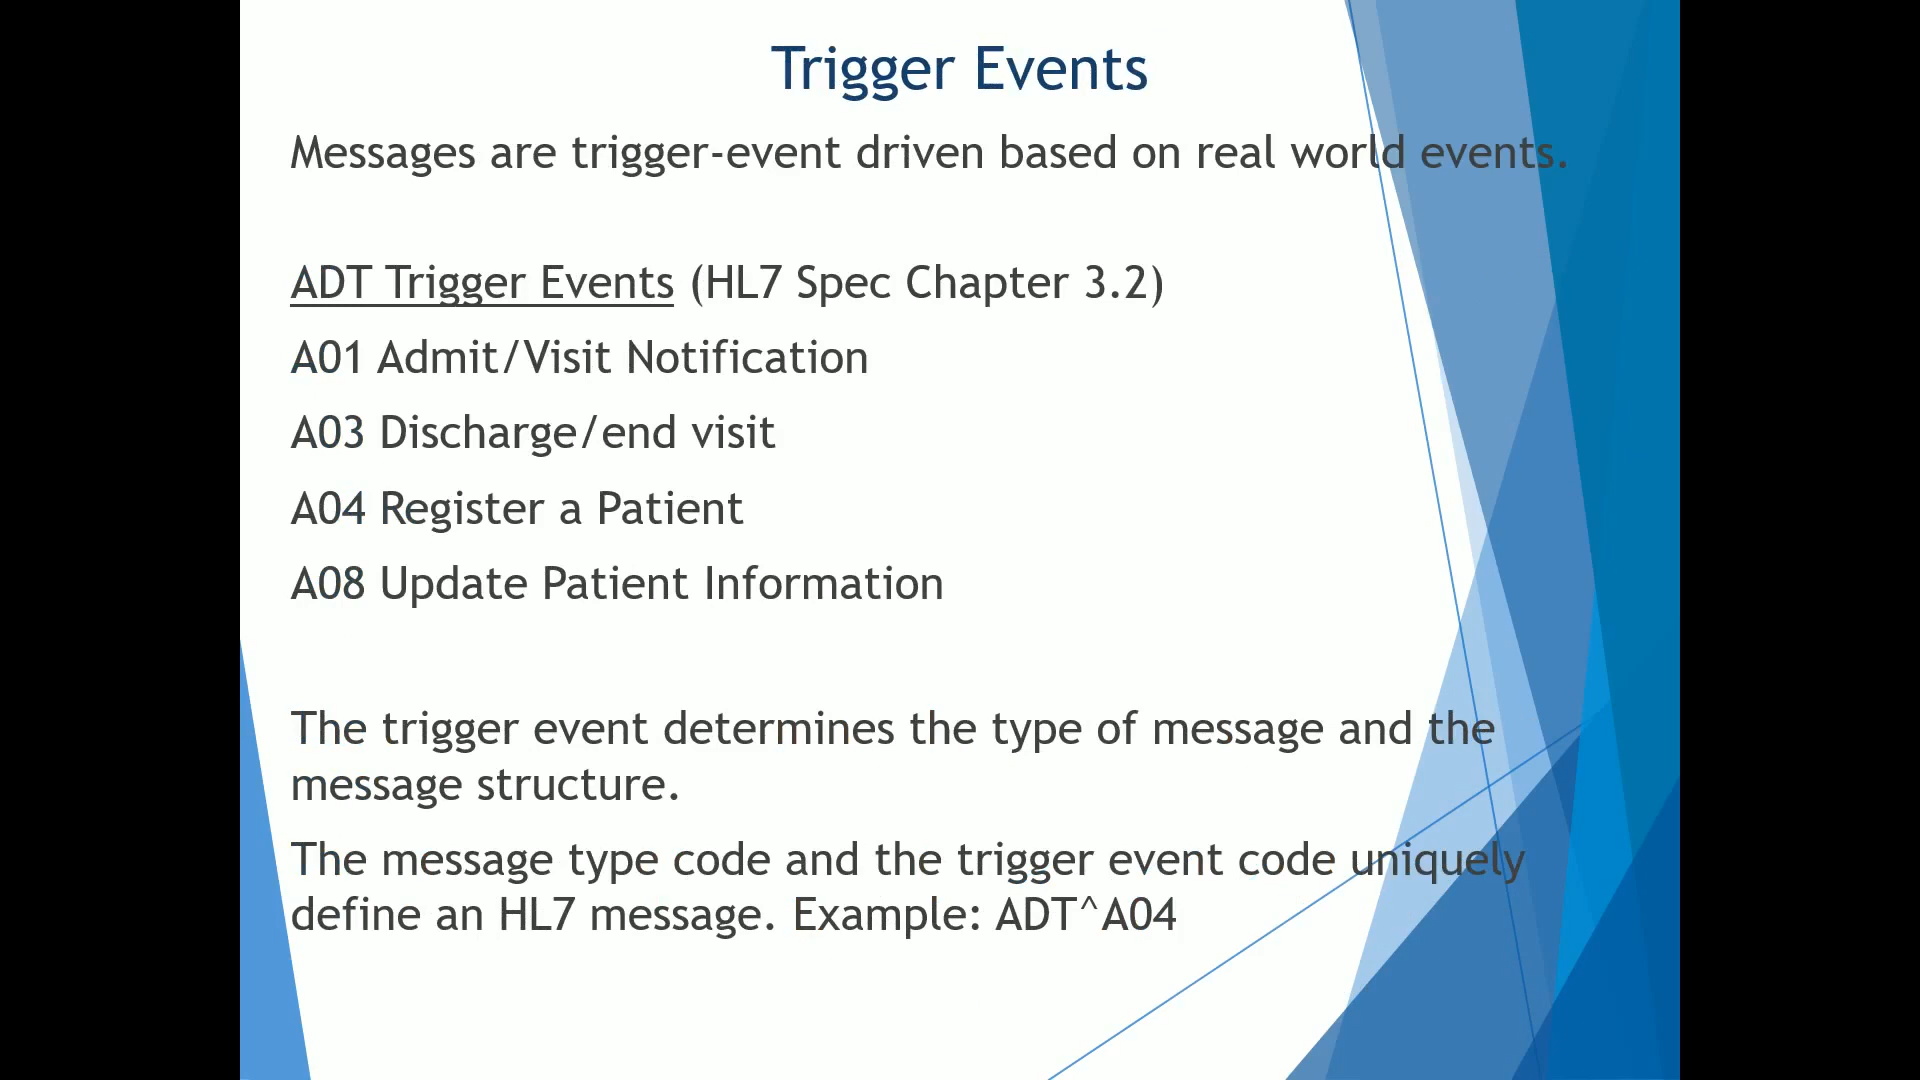 Trigger Events
Messages are trigger-event driven based on real world events.
ADT Trigger Events (HL7 Spec Chapter 3.2)
A01 Admit/Visit Notification
A03 Discharge/end visit
A04 Register a Patient
A08 Update Patient Information
The trigger event determines the type of message and the
message structure.
The message type code and the trigger event code uniquely
define an HL7 message. Example: ADT^A04